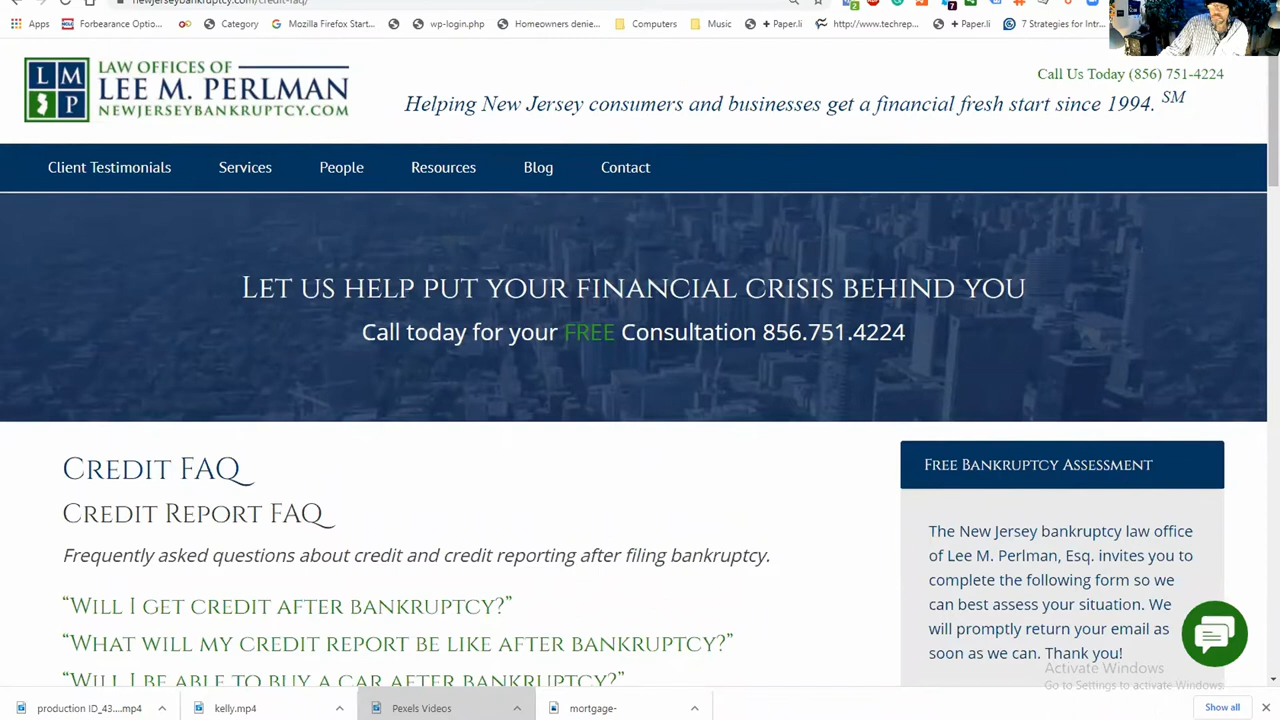 newjerseybankruptcy.com/credit-faq/
Apps
Forbearance Optio...
Category
Mozilla Firefox Start...
wp-login.php
Homeowners denie...
Computers
Music
+ Paper.li
http://www.techrep...
+ Paper.li
7 Strategies for Intr...
LMP
LAW OFFICES OF
LEE M. PERLMAN
NEWJERSEYBANKRUPTCY.COM
Call Us Today (856) 751-4224
Helping New Jersey consumers and businesses get a financial fresh start since 1994. SM
Client Testimonials
Services
People
Resources
Blog
Contact
Let us help put your financial crisis behind you
Call today for your FREE Consultation 856.751.4224
Credit FAQ
Credit Report FAQ
Frequently asked questions about credit and credit reporting after filing bankruptcy.
“Will I get credit after bankruptcy?”
“What will my credit report be like after bankruptcy?”
“Will I be able to buy a car after bankruptcy?”
Free Bankruptcy Assessment
The New Jersey bankruptcy law office
of Lee M. Perlman, Esq. invites you to
complete the following form so we
can best assess your situation. We
will promptly return your email as
soon as we can. Thank you!
Activate Windows
Go to Settings to activate Windows.
production ID_43....mp4
kelly.mp4
Pexels Videos
mortgage-
Show all